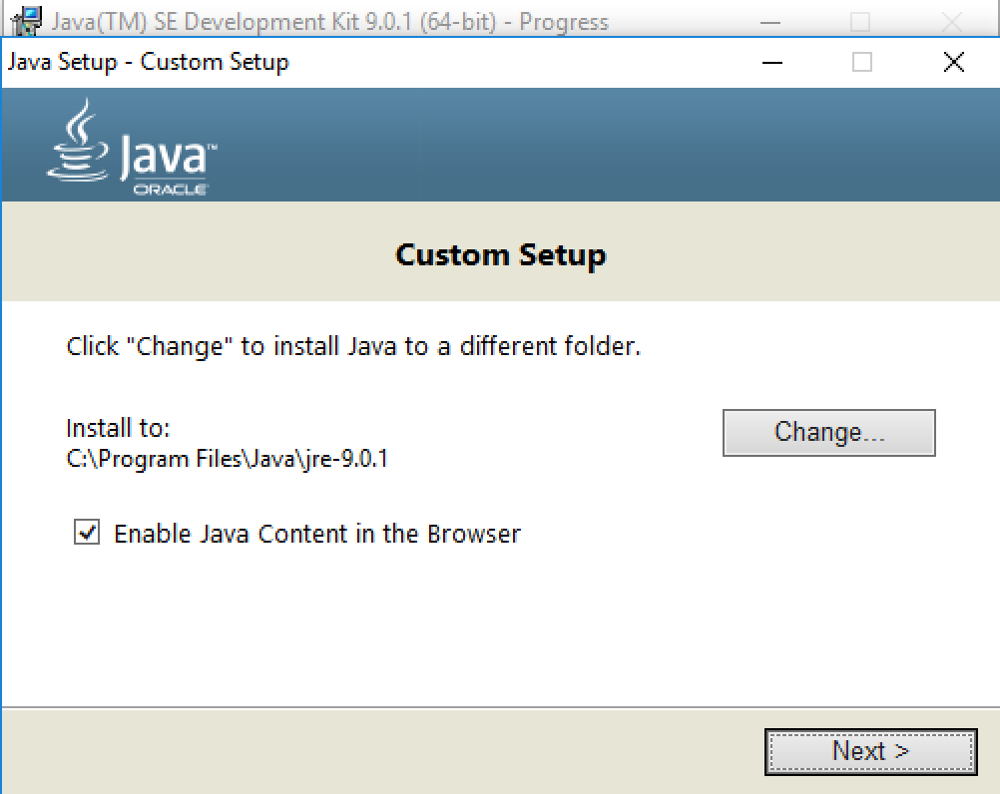 Java(TM) SE Development Kit 9.0.1 (64-bit) - Progress
Java Setup - Custom Setup
Java™
ORACLE
Custom Setup
Click "Change" to install Java to a different folder.
Install to:
Change...
C:\Program Files\Java\jre-9.0.1
Enable Java Content in the Browser
Next >